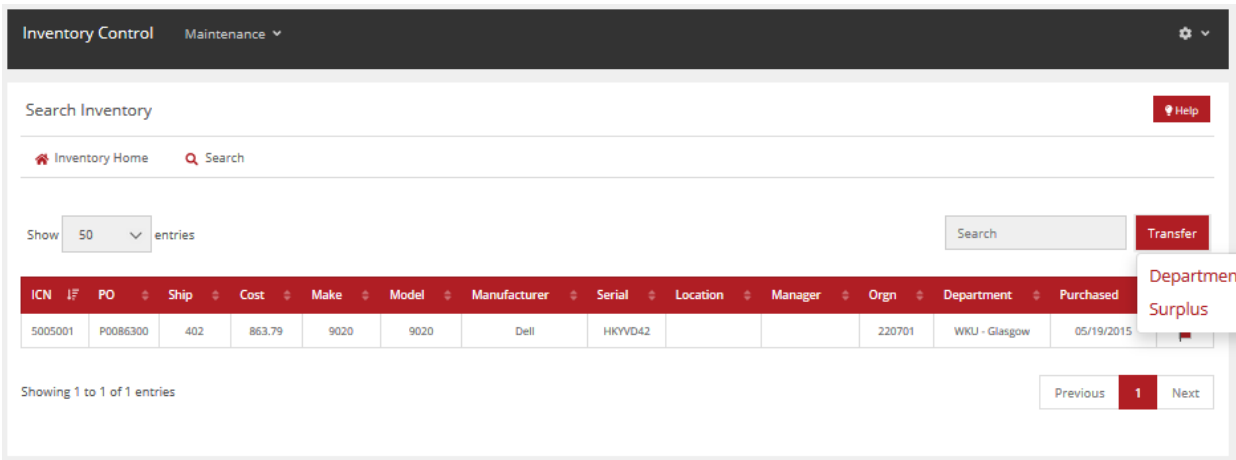 Inventory Control Maintenance
Search Inventory Help
Inventory Home Search
Show 50 entries Search Transfer
Departmen
Surplus
ICN PO Ship Cost Make Model Manufacturer Serial Location Manager Orgn Department Purchased
5005001 P0086300 402 863.79 9020 9020 Dell HKYVD42 220701 WKU - Glasgow 05/19/2015
Showing 1 to 1 of 1 entries Previous 1 Next